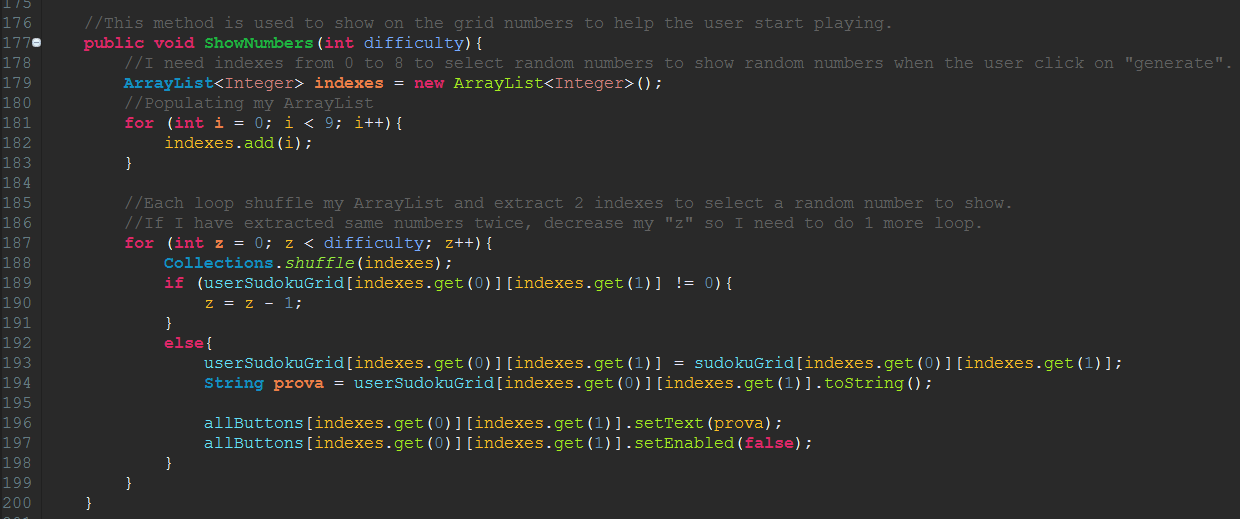 175
176 //This method is used to show on the grid numbers to help the user start playing.
177 public void ShowNumbers(int difficulty){
178 //I need indexes from 0 to 8 to select random numbers to show random numbers when the user click on "generate".
179 ArrayList<Integer> indexes = new ArrayList<Integer>();
180 //Populating my ArrayList
181 for (int i = 0; i < 9; i++){
182 indexes.add(i);
183 }
184
185 //Each loop shuffle my ArrayList and extract 2 indexes to select a random number to show.
186 //If I have extracted same numbers twice, decrease my "z" so I need to do 1 more loop.
187 for (int z = 0; z < difficulty; z++){
188 Collections.shuffle(indexes);
189 if (userSudokuGrid[indexes.get(0)][indexes.get(1)] != 0){
190 z = z - 1;
191 }
192 else{
193 userSudokuGrid[indexes.get(0)][indexes.get(1)] = sudokuGrid[indexes.get(0)][indexes.get(1)];
194 String prova = userSudokuGrid[indexes.get(0)][indexes.get(1)].toString();
195
196 allButtons[indexes.get(0)][indexes.get(1)].setText(prova);
197 allButtons[indexes.get(0)][indexes.get(1)].setEnabled(false);
198 }
199 }
200 }